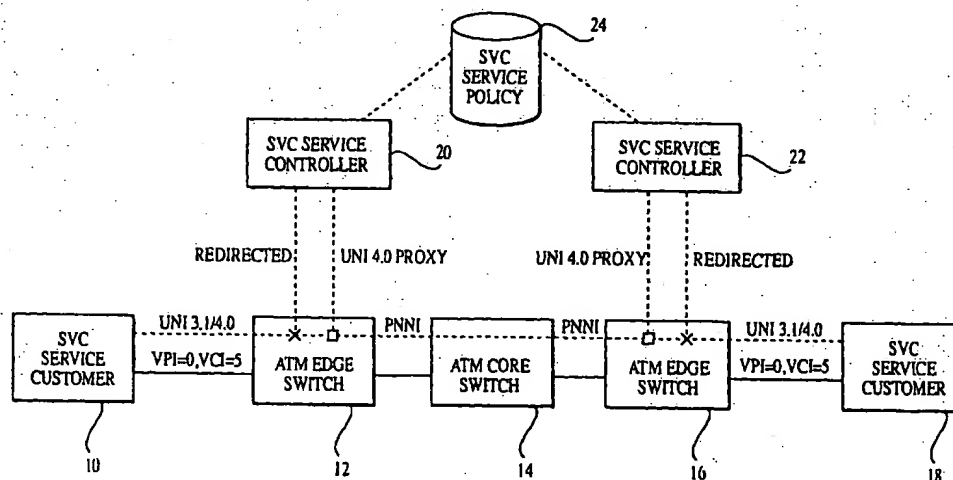 24
SVC
SERVICE
POLICY
SVC SERVICE
CONTROLLER
20
SVC SERVICE
CONTROLLER
22
REDIRECTED
UNI 4.0 PROXY
UNI 4.0 PROXY
REDIRECTED
SVC
SERVICE
CUSTOMER
UNI 3.1/4.0
VPI=0,VCI=5
ATM EDGE
SWITCH
PNNI
ATM CORE
SWITCH
PNNI
ATM EDGE
SWITCH
UNI 3.1/4.0
VPI=0,VCI=5
SVC
SERVICE
CUSTOMER
10
12
14
16
18